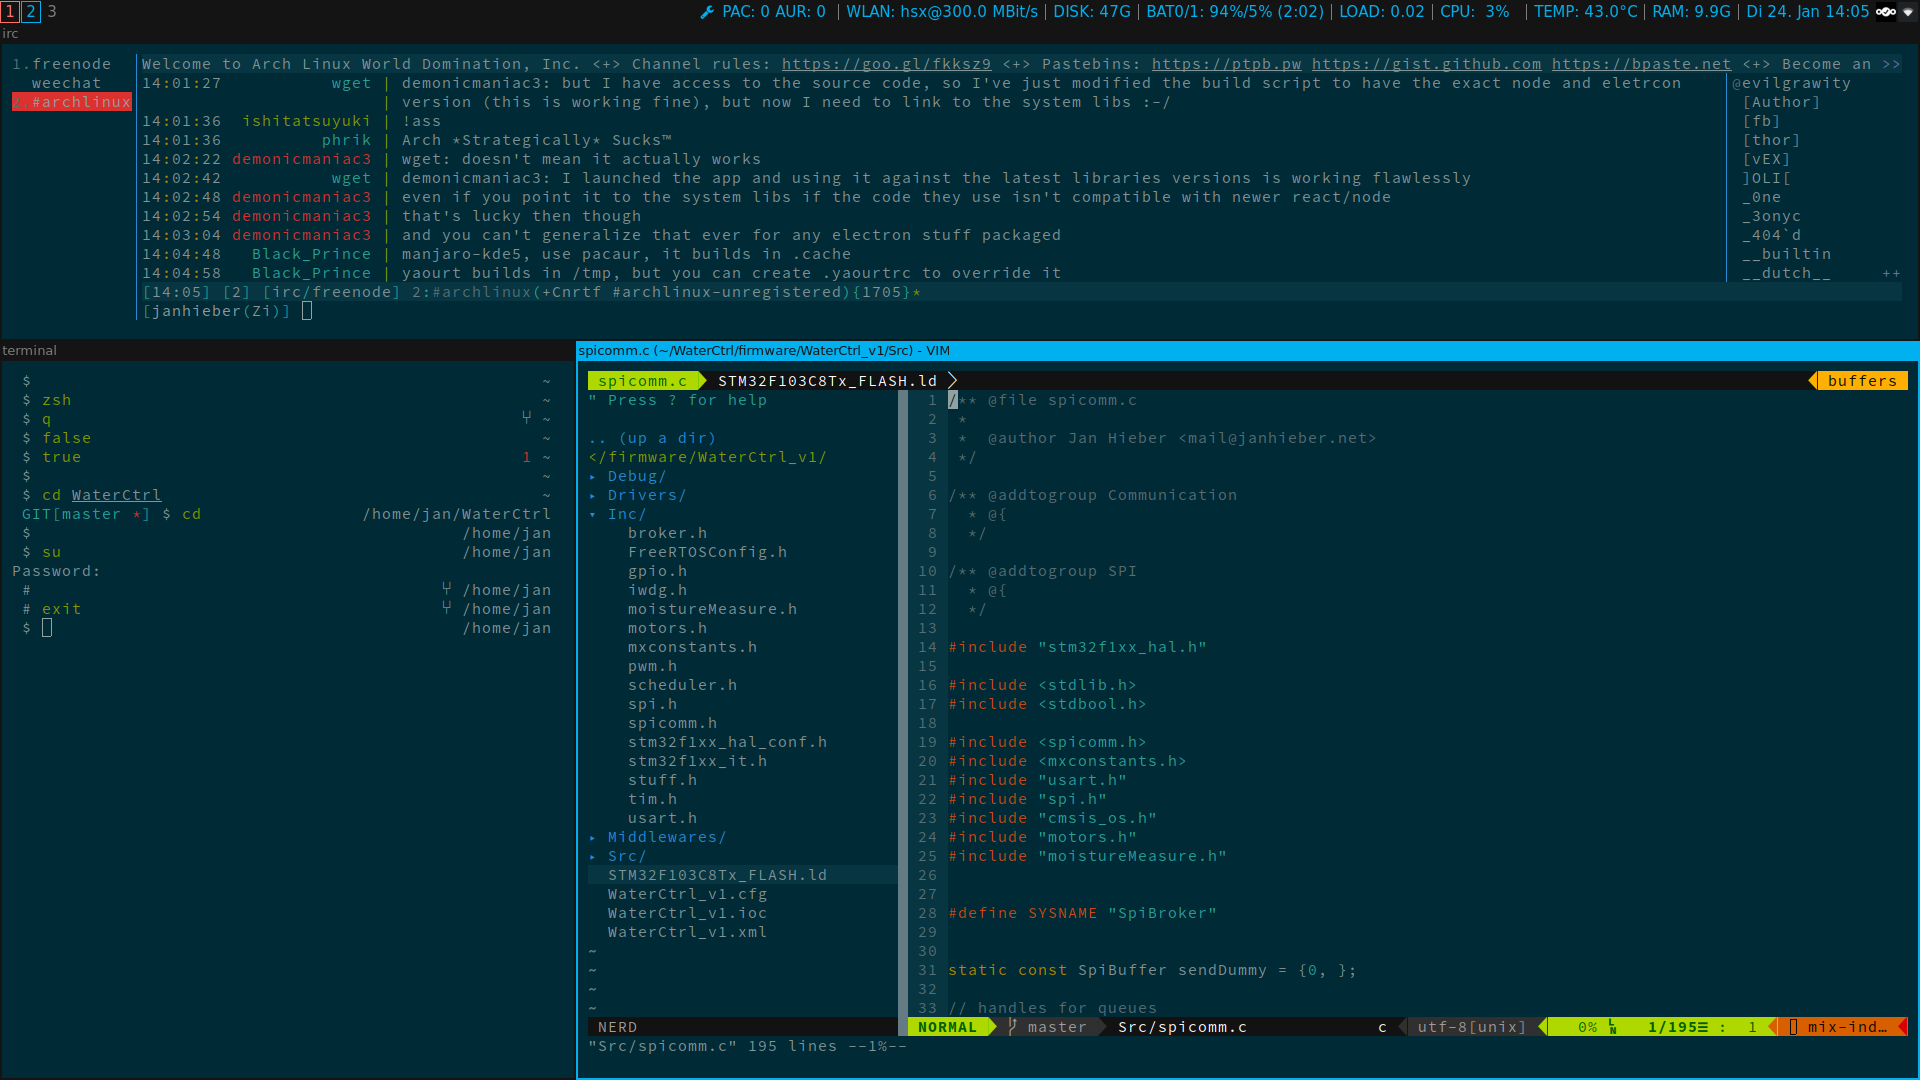 1 2 3 PAC: 0 AUR: 0 | WLAN: hsx@300.0 MBit/s | DISK: 47G | BAT0/1: 94%/5% (2:02) | LOAD: 0.02 | CPU: 3% | TEMP: 43.0°C | RAM: 9.9G | Di 24. Jan 14:05
irc
1.freenode
weechat
2.#archlinux
Welcome to Arch Linux World Domination, Inc. <+> Channel rules: https://goo.gl/fkksz9 <+> Pastebins: https://ptpb.pw https://gist.github.com https://bpaste.net <+> Become an >>
14:01:27 wget | demonicmaniac3: but I have access to the source code, so I've just modified the build script to have the exact node and eletrcon
| version (this is working fine), but now I need to link to the system libs :-/
14:01:36 ishitatsuyuki | !ass
14:01:36 phrik | Arch *Strategically* Sucks™
14:02:22 demonicmaniac3 | wget: doesn't mean it actually works
14:02:42 wget | demonicmaniac3: I launched the app and using it against the latest libraries versions is working flawlessly
14:02:48 demonicmaniac3 | even if you point it to the system libs if the code they use isn't compatible with newer react/node
14:02:54 demonicmaniac3 | that's lucky then though
14:03:04 demonicmaniac3 | and you can't generalize that ever for any electron stuff packaged
14:04:48 Black_Prince | manjaro-kde5, use pacaur, it builds in .cache
14:04:58 Black_Prince | yaourt builds in /tmp, but you can create .yaourtrc to override it
[14:05] [2] [irc/freenode] 2:#archlinux(+Cnrtf #archlinux-unregistered){1705}*
[janhieber(Zi)]
@evilgrawity
[Author]
[fb]
[thor]
[vEX]
]OLI[
_0ne
_3onyc
_404`d
__builtin
__dutch__ ++
terminal
$ ~
$ zsh ~
$ q ~
$ false ~
$ true 1 ~
$ ~
$ cd WaterCtrl ~
GIT[master *] $ cd /home/jan/WaterCtrl
$ /home/jan
$ su /home/jan
Password:
# /home/jan
# exit /home/jan
$ /home/jan
spicomm.c (~/WaterCtrl/firmware/WaterCtrl_v1/Src) - VIM
spicomm.c STM32F103C8Tx_FLASH.ld buffers
" Press ? for help
.. (up a dir)
</firmware/WaterCtrl_v1/
▸ Debug/
▸ Drivers/
▾ Inc/
broker.h
FreeRTOSConfig.h
gpio.h
iwdg.h
moistureMeasure.h
motors.h
mxconstants.h
pwm.h
scheduler.h
spi.h
spicomm.h
stm32f1xx_hal_conf.h
stm32f1xx_it.h
stuff.h
tim.h
usart.h
▸ Middlewares/
▸ Src/
STM32F103C8Tx_FLASH.ld
WaterCtrl_v1.cfg
WaterCtrl_v1.ioc
WaterCtrl_v1.xml
~
~
~
~
1 /** @file spicomm.c
2 *
3 * @author Jan Hieber <mail@janhieber.net>
4 */
5
6 /** @addtogroup Communication
7 * @{
8 */
9
10 /** @addtogroup SPI
11 * @{
12 */
13
14 #include "stm32f1xx_hal.h"
15
16 #include <stdlib.h>
17 #include <stdbool.h>
18
19 #include <spicomm.h>
20 #include <mxconstants.h>
21 #include "usart.h"
22 #include "spi.h"
23 #include "cmsis_os.h"
24 #include "motors.h"
25 #include "moistureMeasure.h"
26
27
28 #define SYSNAME "SpiBroker"
29
30
31 static const SpiBuffer sendDummy = {0, };
32
33 // handles for queues
NERD
NORMAL master Src/spicomm.c c utf-8[unix] 0% LN 1/195☰ : 1 mix-ind…
"Src/spicomm.c" 195 lines --1%--